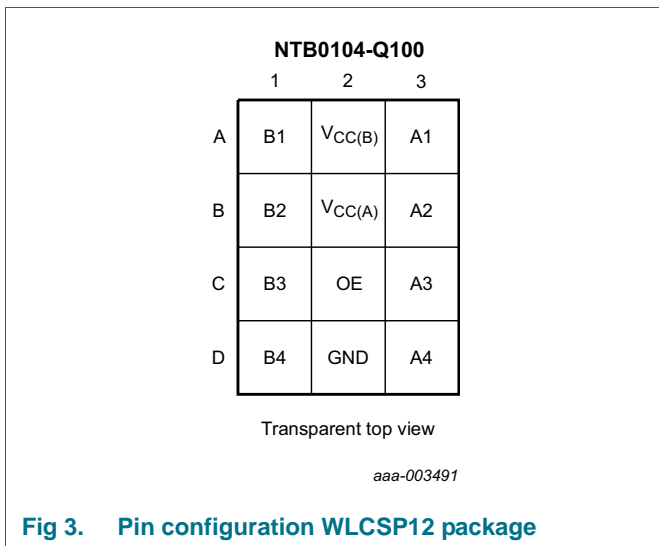 NTB0104-Q100
1 2 3
A B1 VCC(B) A1
B B2 VCC(A) A2
C B3 OE A3
D B4 GND A4
Transparent top view
aaa-003491
Fig 3. Pin configuration WLCSP12 package